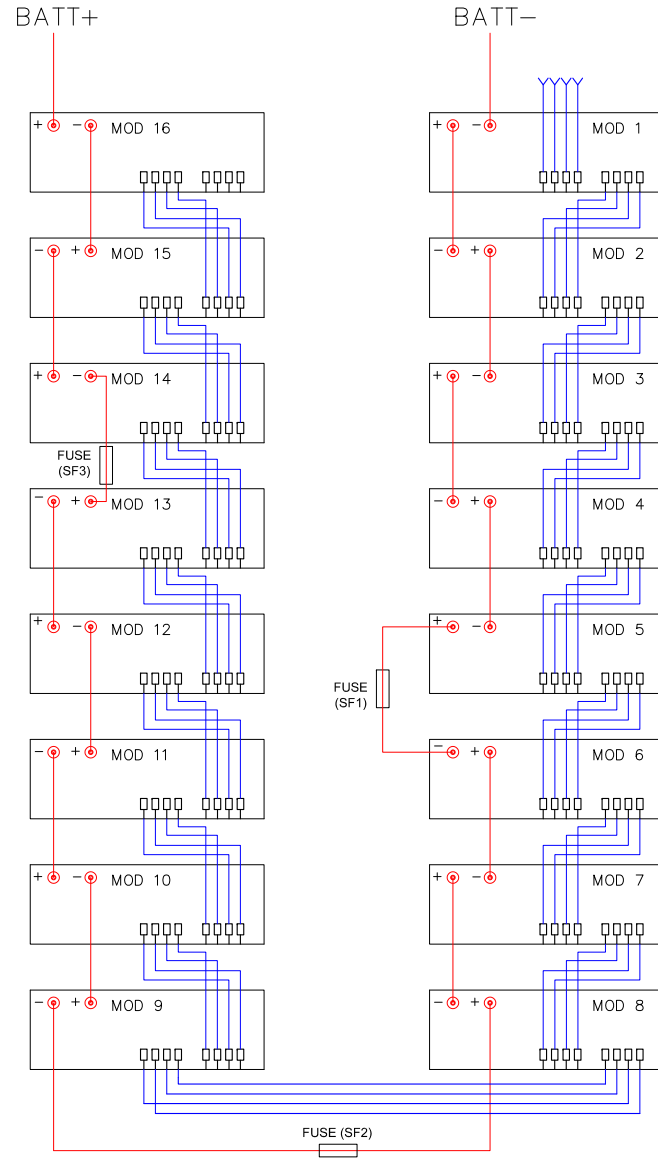 BATT+
BATT-
+ - MOD 16
+ - MOD 1
- + MOD 15
- + MOD 2
+ - MOD 14
+ - MOD 3
FUSE
(SF3)
- + MOD 13
- + MOD 4
+ - MOD 12
+ - MOD 5
FUSE
(SF1)
- + MOD 11
- + MOD 6
+ - MOD 10
+ - MOD 7
- + MOD 9
- + MOD 8
FUSE (SF2)